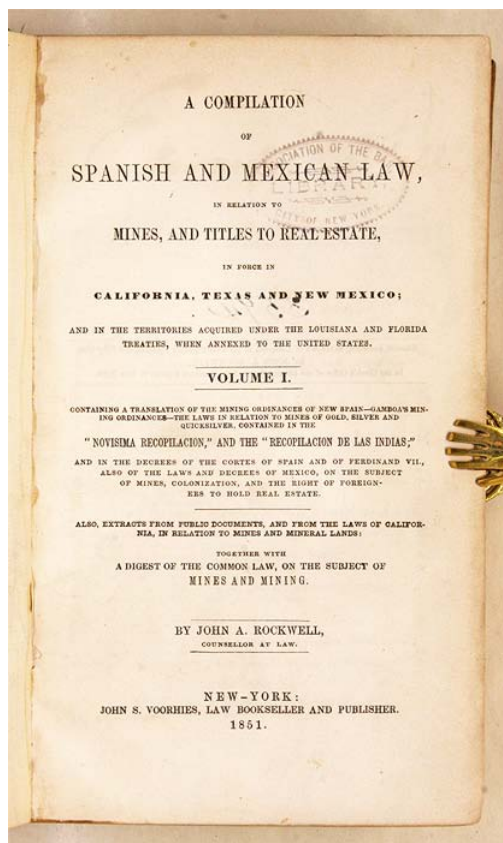 A COMPILATION
OF
SPANISH AND MEXICAN LAW,
IN RELATION TO
MINES, AND TITLES TO REAL ESTATE,
IN FORCE IN
CALIFORNIA, TEXAS AND NEW MEXICO;
AND IN THE TERRITORIES ACQUIRED UNDER THE LOUISIANA AND FLORIDA
TREATIES, WHEN ANNEXED TO THE UNITED STATES.
VOLUME I.
CONTAINING A TRANSLATION OF THE MINING ORDINANCES OF NEW SPAIN—GAMBOA'S MIN-
ING ORDINANCES—THE LAWS IN RELATION TO MINES OF GOLD, SILVER AND
QUICKSILVER, CONTAINED IN THE
"NOVISIMA RECOPILACION," AND THE "RECOPILACION DE LAS INDIAS;"
AND IN THE DECREES OF THE CORTES OF SPAIN AND OF FERDINAND VII.,
ALSO OF THE LAWS AND DECREES OF MEXICO, ON THE SUBJECT
OF MINES, COLONIZATION, AND THE RIGHT OF FOREIGN-
ERS TO HOLD REAL ESTATE.
ALSO, EXTRACTS FROM PUBLIC DOCUMENTS, AND FROM THE LAWS OF CALIFOR-
NIA, IN RELATION TO MINES AND MINERAL LANDS:
TOGETHER WITH
A DIGEST OF THE COMMON LAW, ON THE SUBJECT OF
MINES AND MINING.
BY JOHN A. ROCKWELL,
COUNSELLOR AT LAW.
NEW-YORK:
JOHN S. VOORHIES, LAW BOOKSELLER AND PUBLISHER.
1851.
OF THE
LIBRARY
CITY OF NEW YORK